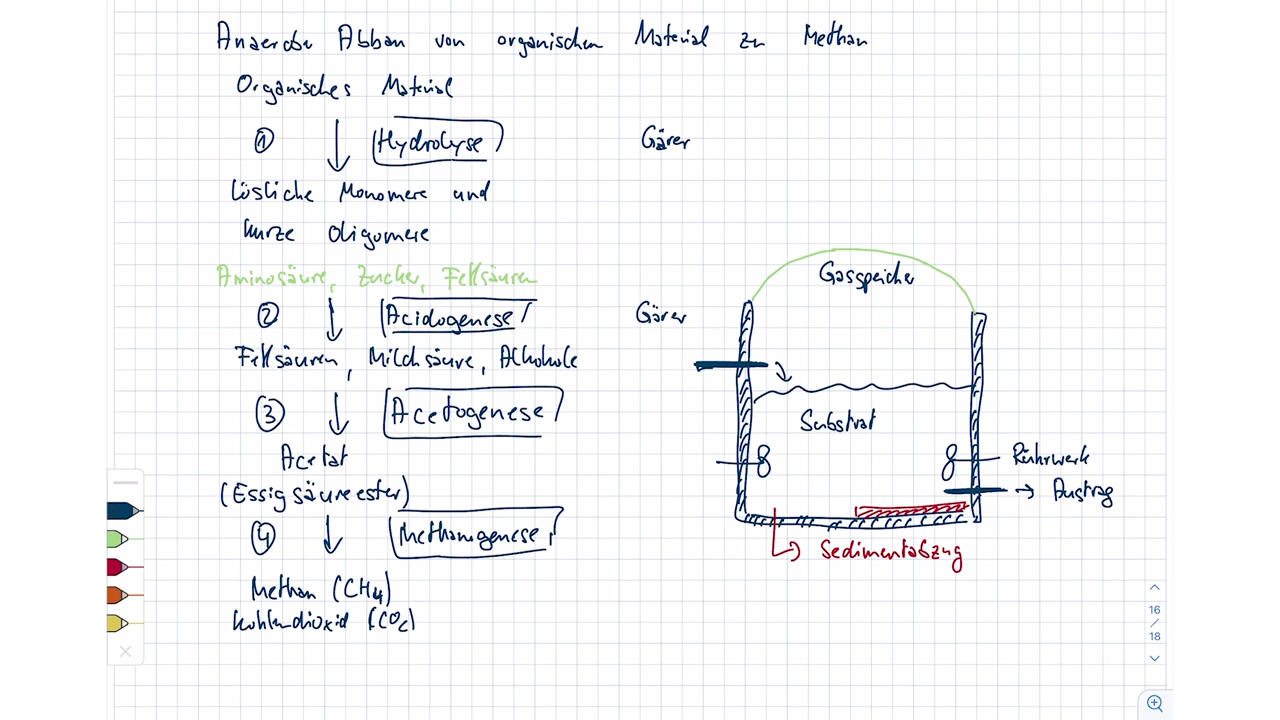 Anaerobe Abbau von organischen Material zu Methan
Organisches Material
① Hydrolyse Gärer
lösliche Monomere und
kurze Oligomere
Aminosäure, Zucker, Fettsäuren
② Acidogenese Gärer
Fettsäuren, Milchsäure, Alkohole
③ Acetogenese
Acetat
(Essigsäureester)
④ Methanogenese
Methan (CH4)
Kohlendioxid (CO2)
Gasspeicher
Substrat
Rührwerk
Austrag
Sedimentabzug
16
/
18